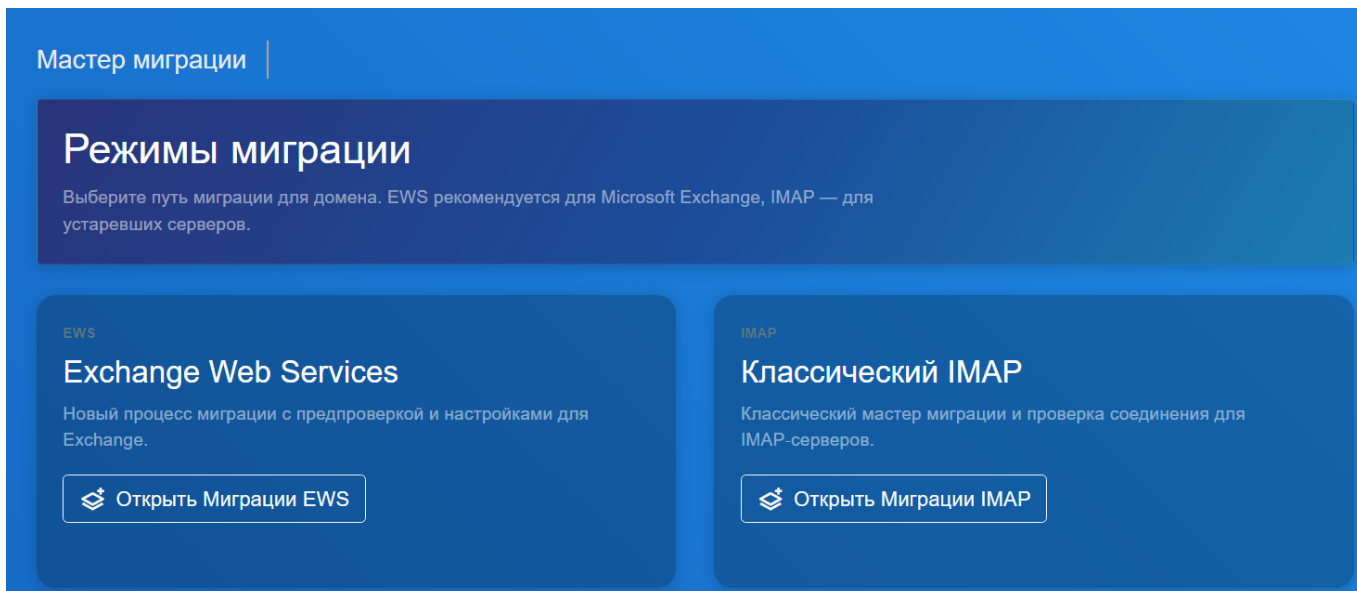 Мастер миграции
Режимы миграции
Выберите путь миграции для домена. EWS рекомендуется для Microsoft Exchange, IMAP — для
устаревших серверов.
EWS
Exchange Web Services
Новый процесс миграции с предпроверкой и настройками для
Exchange.
Открыть Миграции EWS
IMAP
Классический IMAP
Классический мастер миграции и проверка соединения для
IMAP-серверов.
Открыть Миграции IMAP